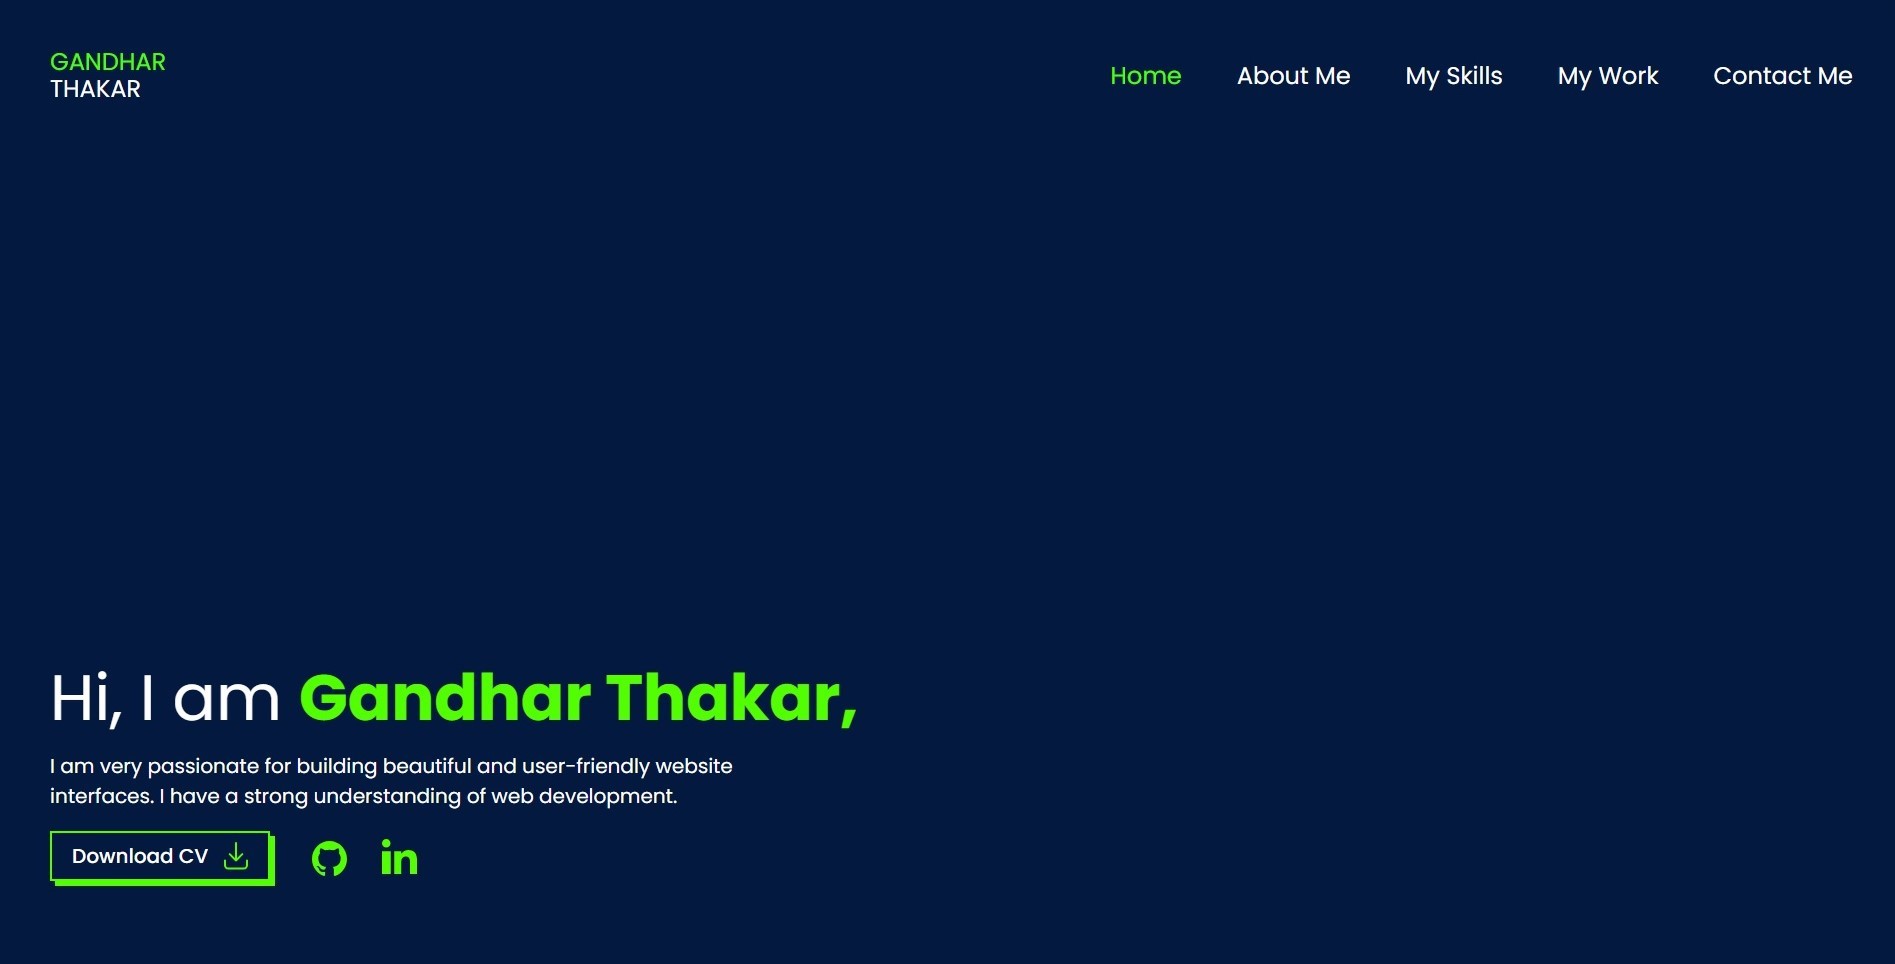 GANDHAR
THAKAR
Home About Me My Skills My Work Contact Me
Hi, I am Gandhar Thakar,
I am very passionate for building beautiful and user-friendly website
interfaces. I have a strong understanding of web development.
Download CV
in